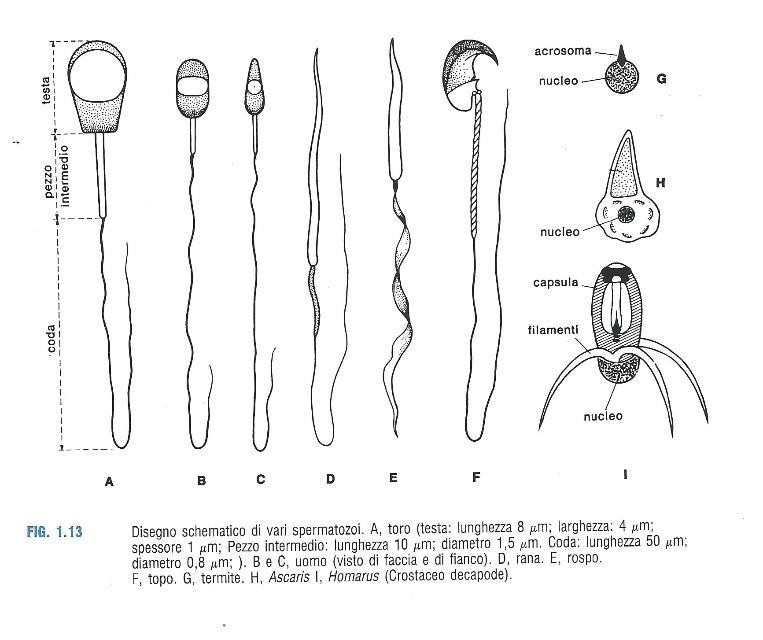 testa
pezzo
intermedio
coda
acrosoma
nucleo
G
H
nucleo
capsula
filamenti
nucleo
A
B
C
D
E
F
I
FIG. 1.13
Disegno schematico di vari spermatozoi. A, toro (testa: lunghezza 8 μm; larghezza: 4 μm;
spessore 1 μm; Pezzo intermedio: lunghezza 10 μm; diametro 1,5 μm. Coda: lunghezza 50 μm;
diametro 0,8 μm; ). B e C, uomo (visto di faccia e di fianco). D, rana. E, rospo.
F, topo. G, termite. H, Ascaris I, Homarus (Crostaceo decapode).